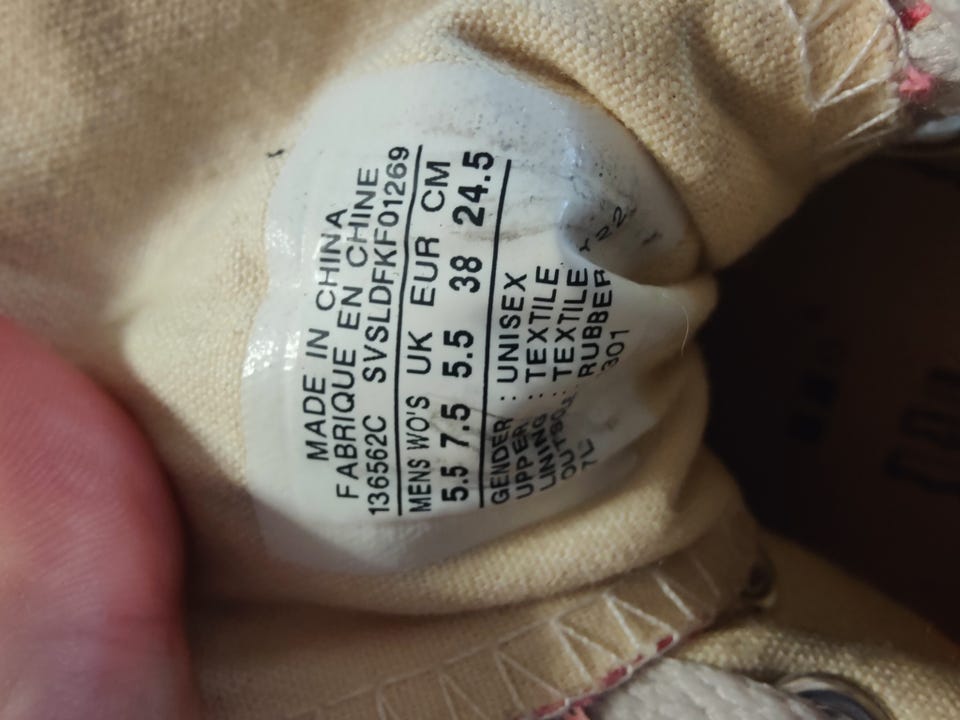 MADE IN CHINA
FABRIQUE EN CHINE
136562C SVSLDFKF01269
MENS WO'S UK EUR CM
5.5 7.5 5.5 38 24.5
GENDER : UNISEX
UPPER : TEXTILE
LINING : TEXTILE
OUTSOLE : RUBBER
301